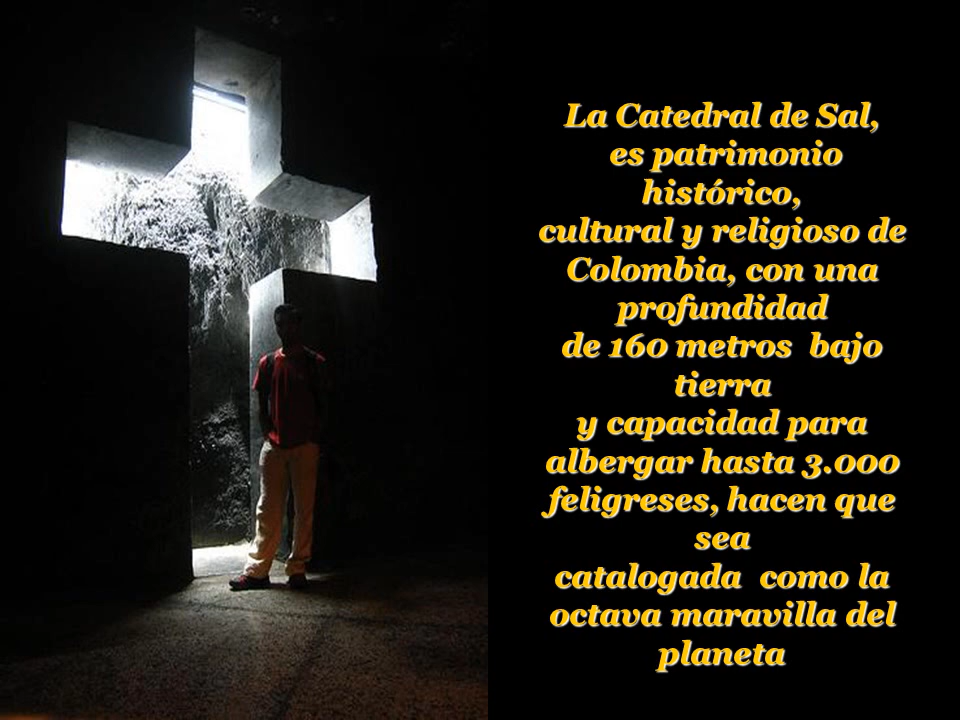 La Catedral de Sal,
es patrimonio
histórico,
cultural y religioso de
Colombia, con una
profundidad
de 160 metros bajo
tierra
y capacidad para
albergar hasta 3.000
feligreses, hacen que
sea
catalogada como la
octava maravilla del
planeta